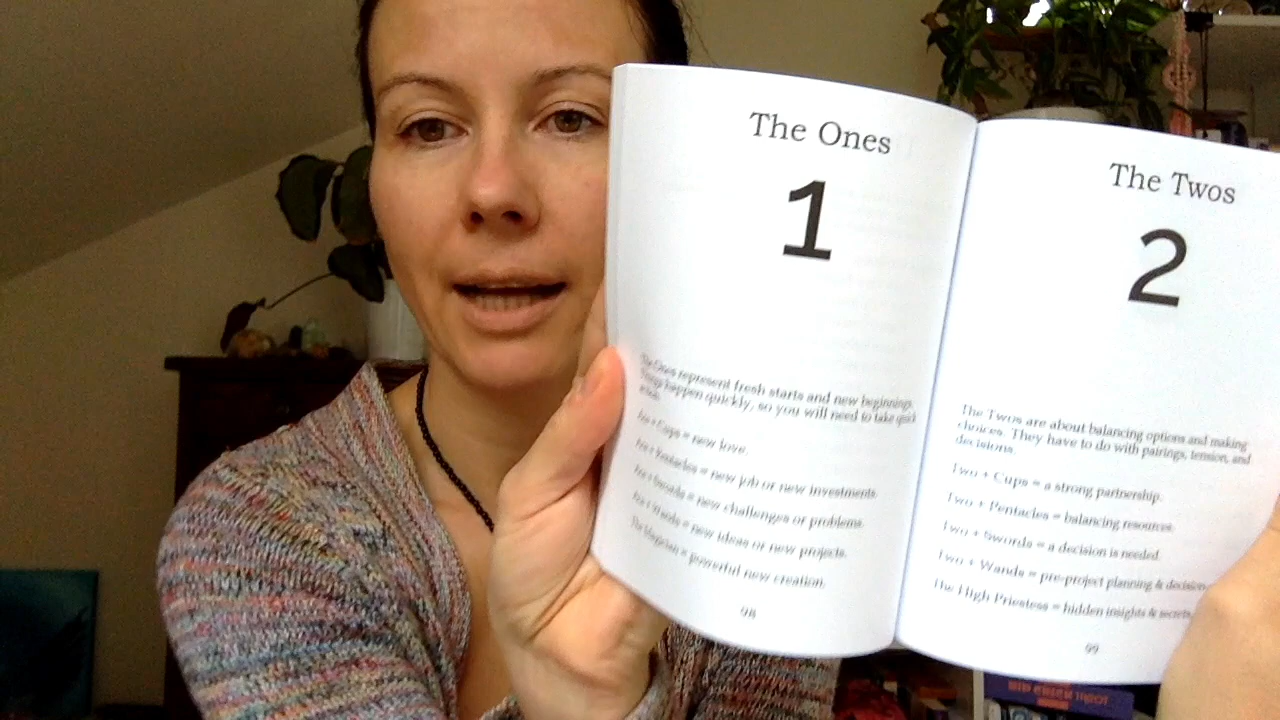 The Ones
1
The Ones represent fresh starts and new beginnings.
Things happen quickly, so you will need to take quick
Ace + Cups = new love.
Ace + Pentacles = new job or new investments.
Ace + Swords = new challenges or problems.
Ace + Wands = new ideas or new projects.
The Magician = powerful new creation.
98
The Twos
2
The Twos are about balancing options and making
choices. They have to do with pairings, tension, and
decisions.
Two + Cups = a strong partnership.
Two + Pentacles = balancing resources.
Two + Swords = a decision is needed.
Two + Wands = pre-project planning & decision
The High Priestess = hidden insights & secrets
99